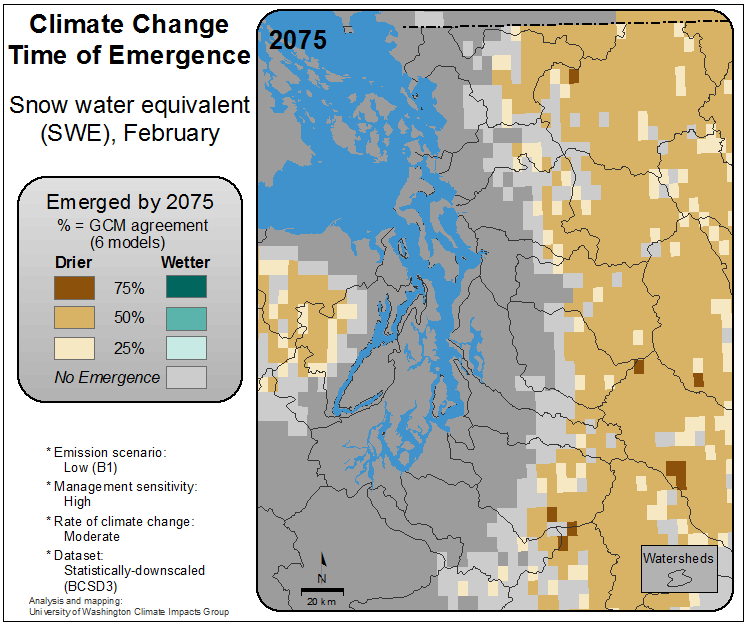 Climate Change
Time of Emergence
Snow water equivalent
(SWE), February
Emerged by 2075
% = GCM agreement
(6 models)
Drier Wetter
75%
50%
25%
No Emergence
* Emission scenario:
Low (B1)
* Management sensitivity:
High
* Rate of climate change:
Moderate
* Dataset:
Statistically-downscaled
(BCSD3)
Analysis and mapping:
University of Washington Climate Impacts Group
2075
N
20 km
Watersheds